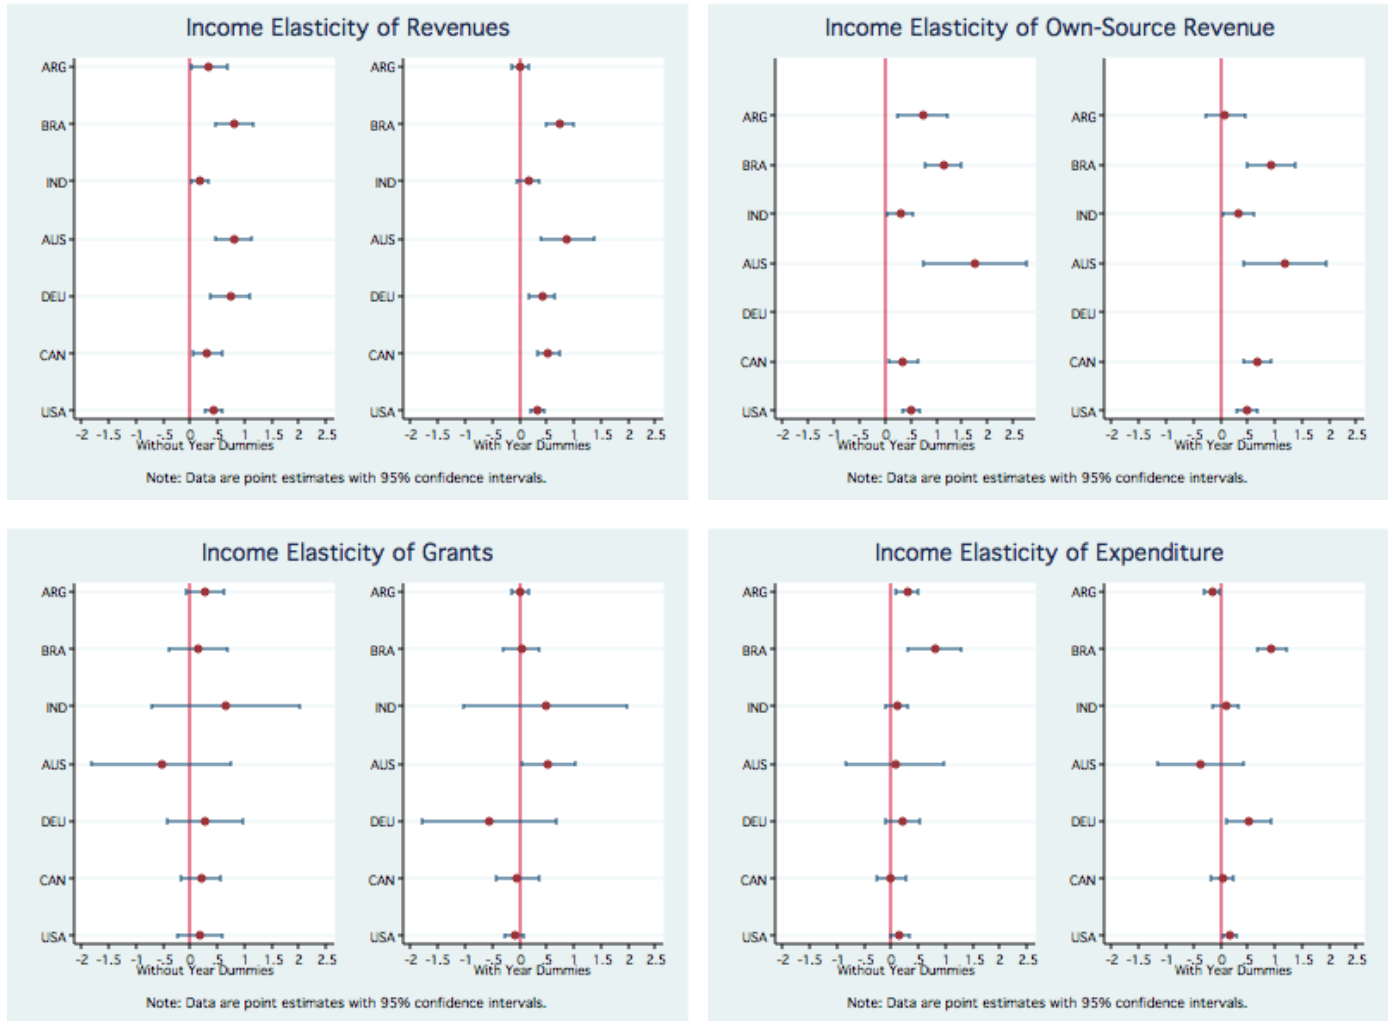 Income Elasticity of Revenues
ARG
BRA
IND
AUS
DEU
CAN
USA
-2 -1.5 -1 -.5 0 .5 1 1.5 2 2.5
Without Year Dummies
ARG
BRA
IND
AUS
DEU
CAN
USA
-2 -1.5 -1 -.5 0 .5 1 1.5 2 2.5
With Year Dummies
Note: Data are point estimates with 95% confidence intervals.
Income Elasticity of Own-Source Revenue
ARG
BRA
IND
AUS
DEU
CAN
USA
-2 -1.5 -1 -.5 0 .5 1 1.5 2 2.5
Without Year Dummies
ARG
BRA
IND
AUS
DEU
CAN
USA
-2 -1.5 -1 -.5 0 .5 1 1.5 2 2.5
With Year Dummies
Note: Data are point estimates with 95% confidence intervals.
Income Elasticity of Grants
ARG
BRA
IND
AUS
DEU
CAN
USA
-2 -1.5 -1 -.5 0 .5 1 1.5 2 2.5
Without Year Dummies
ARG
BRA
IND
AUS
DEU
CAN
USA
-2 -1.5 -1 -.5 0 .5 1 1.5 2 2.5
With Year Dummies
Note: Data are point estimates with 95% confidence intervals.
Income Elasticity of Expenditure
ARG
BRA
IND
AUS
DEU
CAN
USA
-2 -1.5 -1 -.5 0 .5 1 1.5 2 2.5
Without Year Dummies
ARG
BRA
IND
AUS
DEU
CAN
USA
-2 -1.5 -1 -.5 0 .5 1 1.5 2 2.5
With Year Dummies
Note: Data are point estimates with 95% confidence intervals.